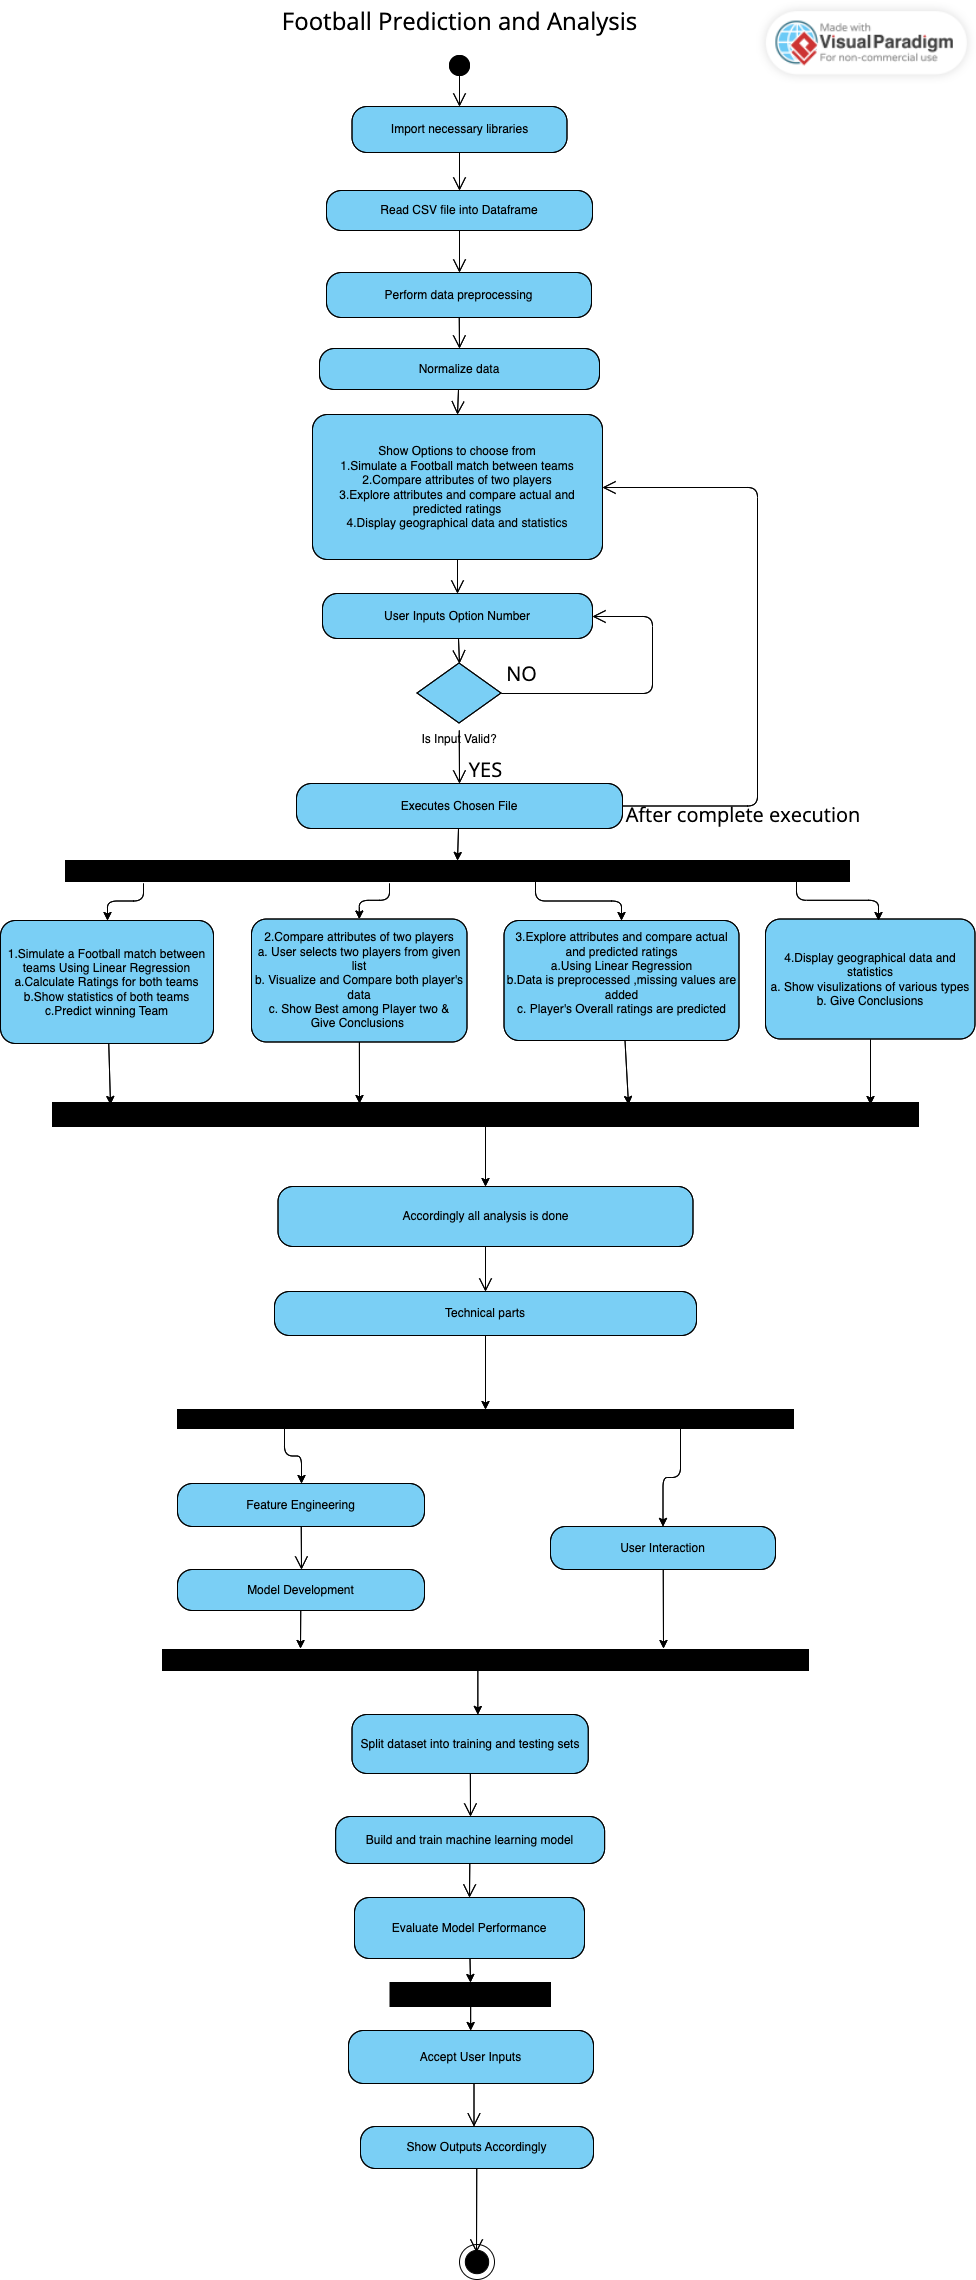 Football Prediction and Analysis
Made with
Visual Paradigm
For non-commercial use
Import necessary libraries
Read CSV file into Dataframe
Perform data preprocessing
Normalize data
Show Options to choose from
1.Simulate a Football match between teams
2.Compare attributes of two players
3.Explore attributes and compare actual and
predicted ratings
4.Display geographical data and statistics
User Inputs Option Number
NO
Is Input Valid?
YES
Executes Chosen File
After complete execution
1.Simulate a Football match between
teams Using Linear Regression
a.Calculate Ratings for both teams
b.Show statistics of both teams
c.Predict winning Team
2.Compare attributes of two players
a. User selects two players from given
list
b. Visualize and Compare both player's
data
c. Show Best among Player two &
Give Conclusions
3.Explore attributes and compare actual
and predicted ratings
a.Using Linear Regression
b.Data is preprocessed ,missing values are
added
c. Player's Overall ratings are predicted
4.Display geographical data and
statistics
a. Show visulizations of various types
b. Give Conclusions
Accordingly all analysis is done
Technical parts
Feature Engineering
User Interaction
Model Development
Split dataset into training and testing sets
Build and train machine learning model
Evaluate Model Performance
Accept User Inputs
Show Outputs Accordingly